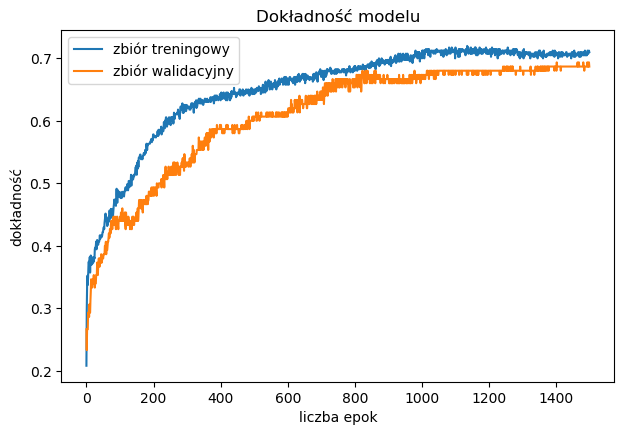 Dokładność modelu
zbiór treningowy
zbiór walidacyjny
dokładność
0.7
0.6
0.5
0.4
0.3
0.2
0
200
400
600
800
1000
1200
1400
liczba epok